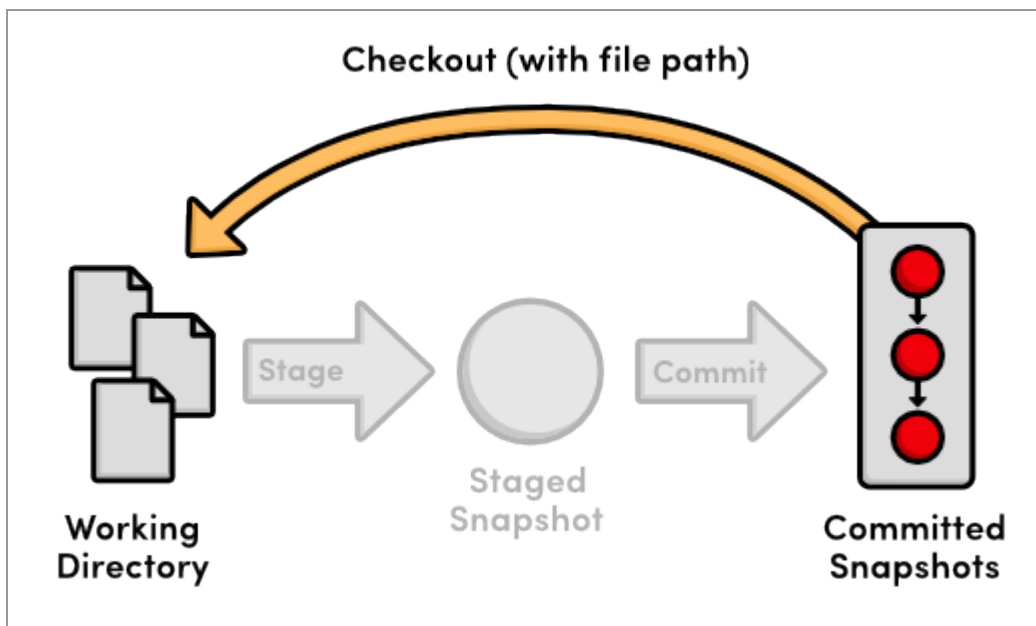 Checkout (with file path)
Stage
Commit
Staged
Snapshot
Working
Directory
Committed
Snapshots